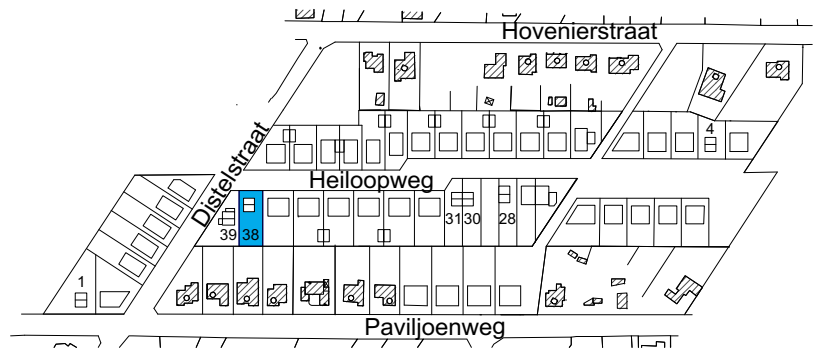 Hovenierstraat
4
Distelstraat
Heiloopweg
39 38 31 30 28
1
Paviljoenweg